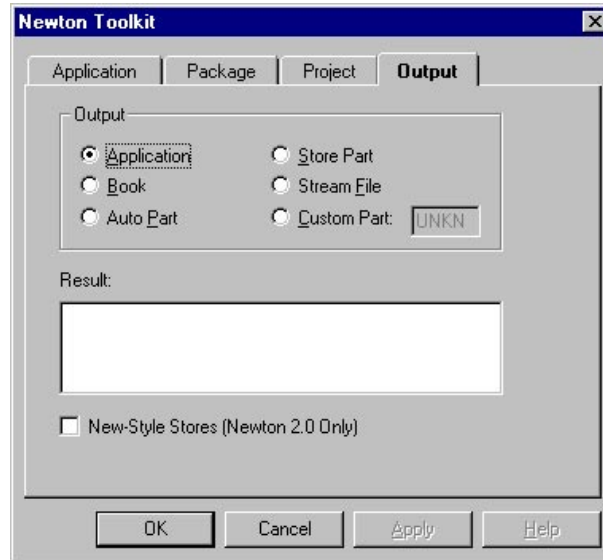 Newton Toolkit
Application Package Project Output
Output
Application Store Part
Book Stream File
Auto Part Custom Part: UNKN
Result:
New-Style Stores (Newton 2.0 Only)
OK Cancel Apply Help